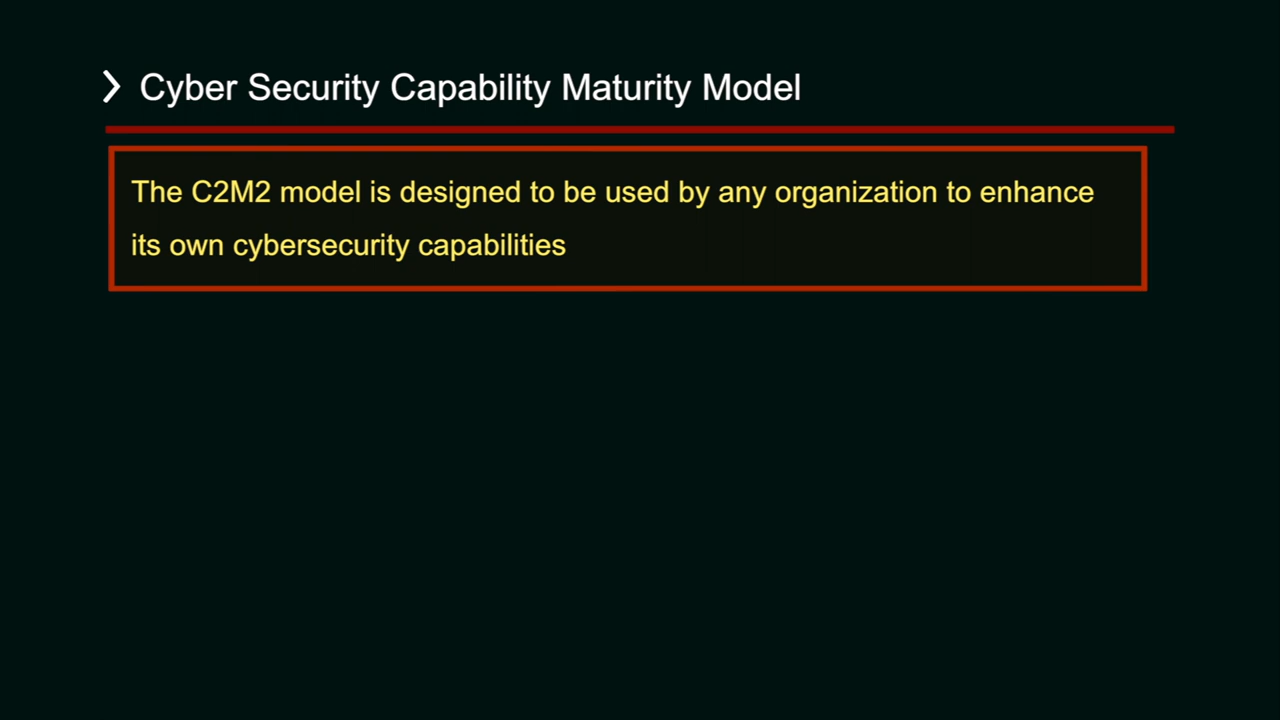 Cyber Security Capability Maturity Model
The C2M2 model is designed to be used by any organization to enhance
its own cybersecurity capabilities